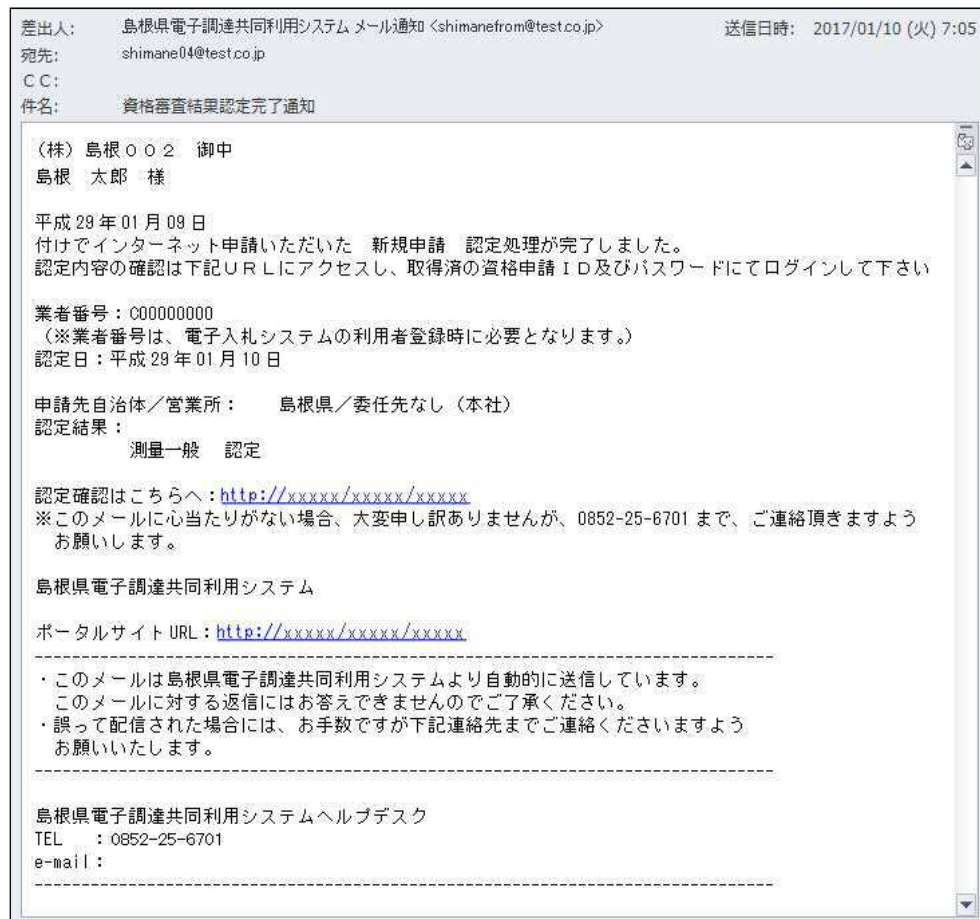 差出人: 島根県電子調達共同利用システム メール通知 <shimanefrom@test.co.jp> 送信日時: 2017/01/10 (火) 7:05
宛先: shimane04@test.co.jp
CC:
件名: 資格審査結果認定完了通知
(株) 島根００２ 御中
島根 太郎 様
平成29年01月09日
付けでインターネット申請いただいた 新規申請 認定処理が完了しました。
認定内容の確認は下記ＵＲＬにアクセスし、取得済の資格申請ＩＤ及びパスワードにてログインして下さい
業者番号：C00000000
（※業者番号は、電子入札システムの利用者登録時に必要となります。）
認定日：平成29年01月10日
申請先自治体／営業所： 島根県／委任先なし（本社）
認定結果：
測量一般 認定
認定確認はこちらへ：http://xxxxx/xxxxx/xxxxx
※このメールに心当たりがない場合、大変申し訳ありませんが、0852-25-6701まで、ご連絡頂きますよう
お願いします。
島根県電子調達共同利用システム
ポータルサイトURL：http://xxxxx/xxxxx/xxxxx
-------------------------------------------------------------------------------
・このメールは島根県電子調達共同利用システムより自動的に送信しています。
このメールに対する返信にはお答えできませんのでご了承ください。
・誤って配信された場合には、お手数ですが下記連絡先までご連絡くださいますよう
お願いいたします。
-------------------------------------------------------------------------------
島根県電子調達共同利用システムヘルプデスク
TEL ：0852-25-6701
e-mail：
-------------------------------------------------------------------------------